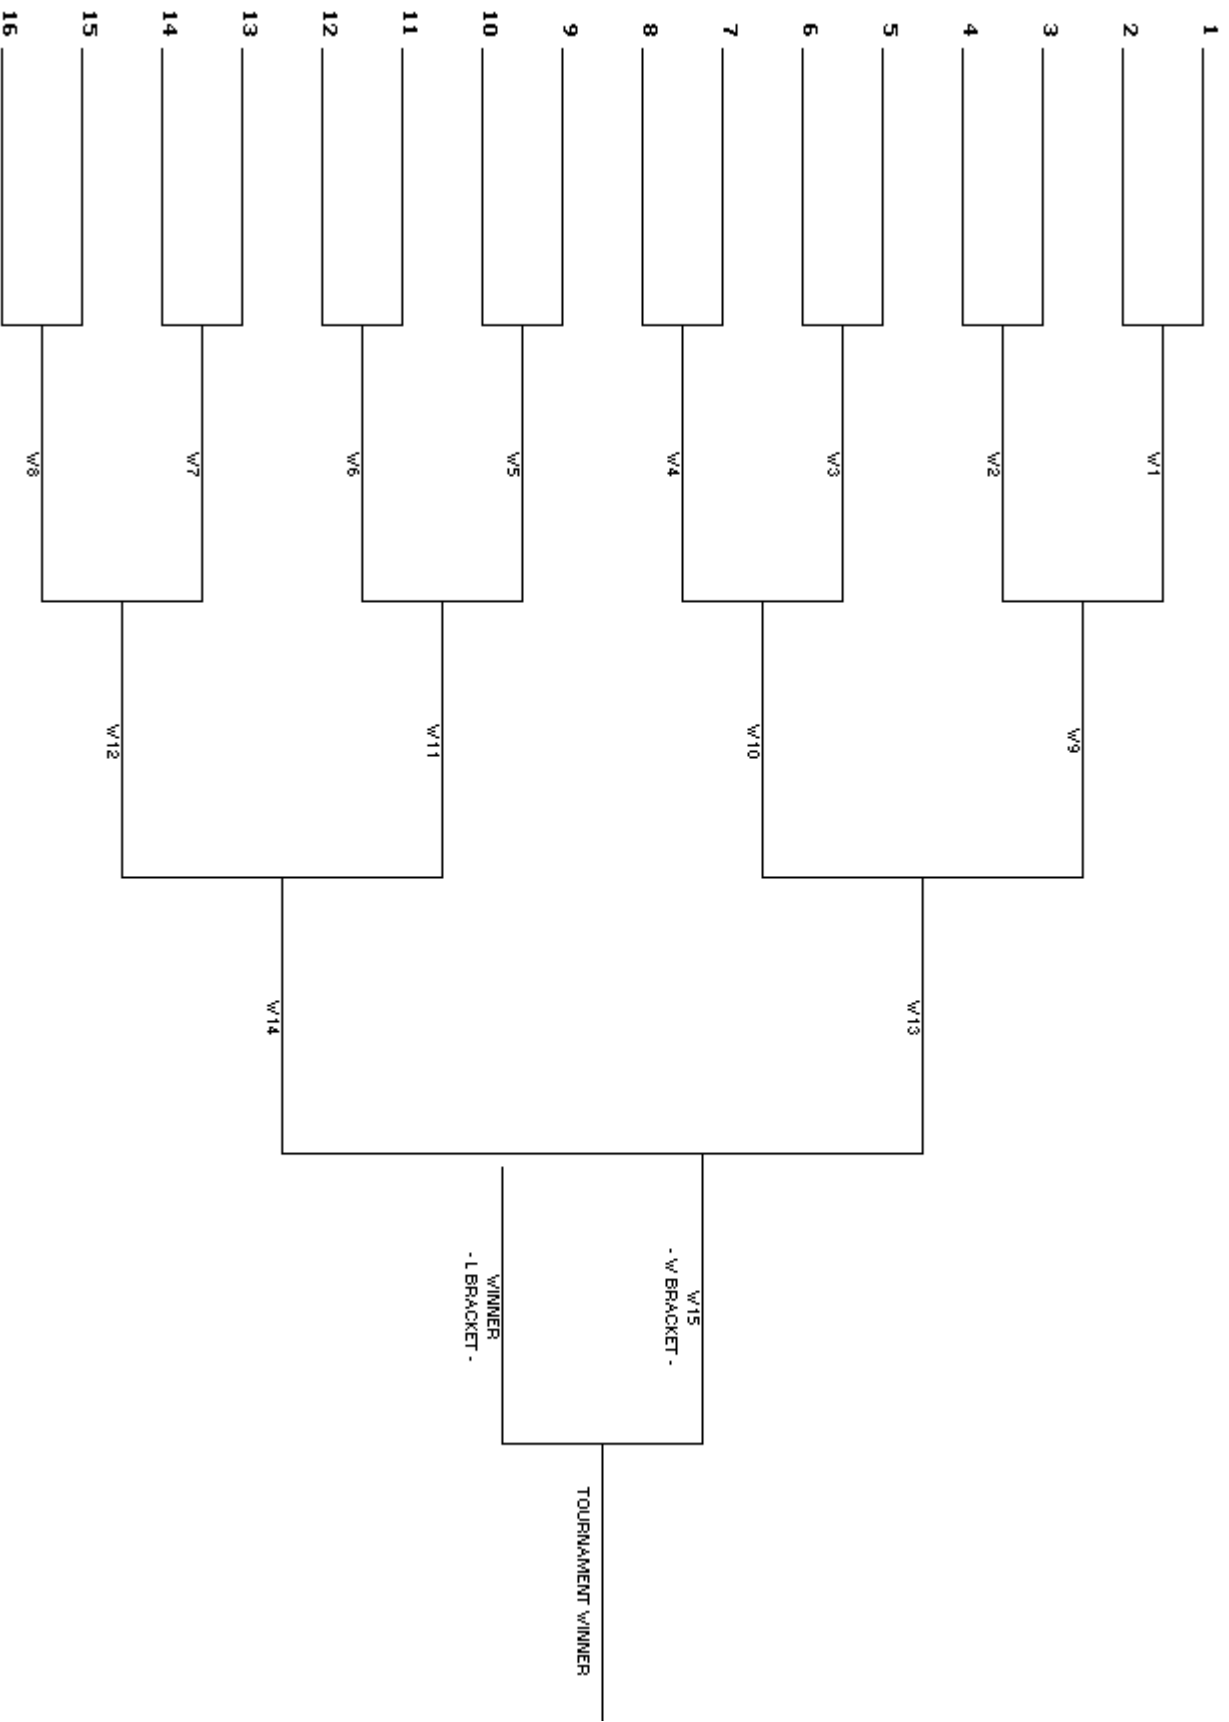 1
2
3
4
5
6
7
8
9
10
11
12
13
14
15
16
W1
W2
W3
W4
W5
W6
W7
W8
W9
W10
W11
W12
W13
W14
W15
- W BRACKET -
WINNER
- L BRACKET -
TOURNAMENT WINNER